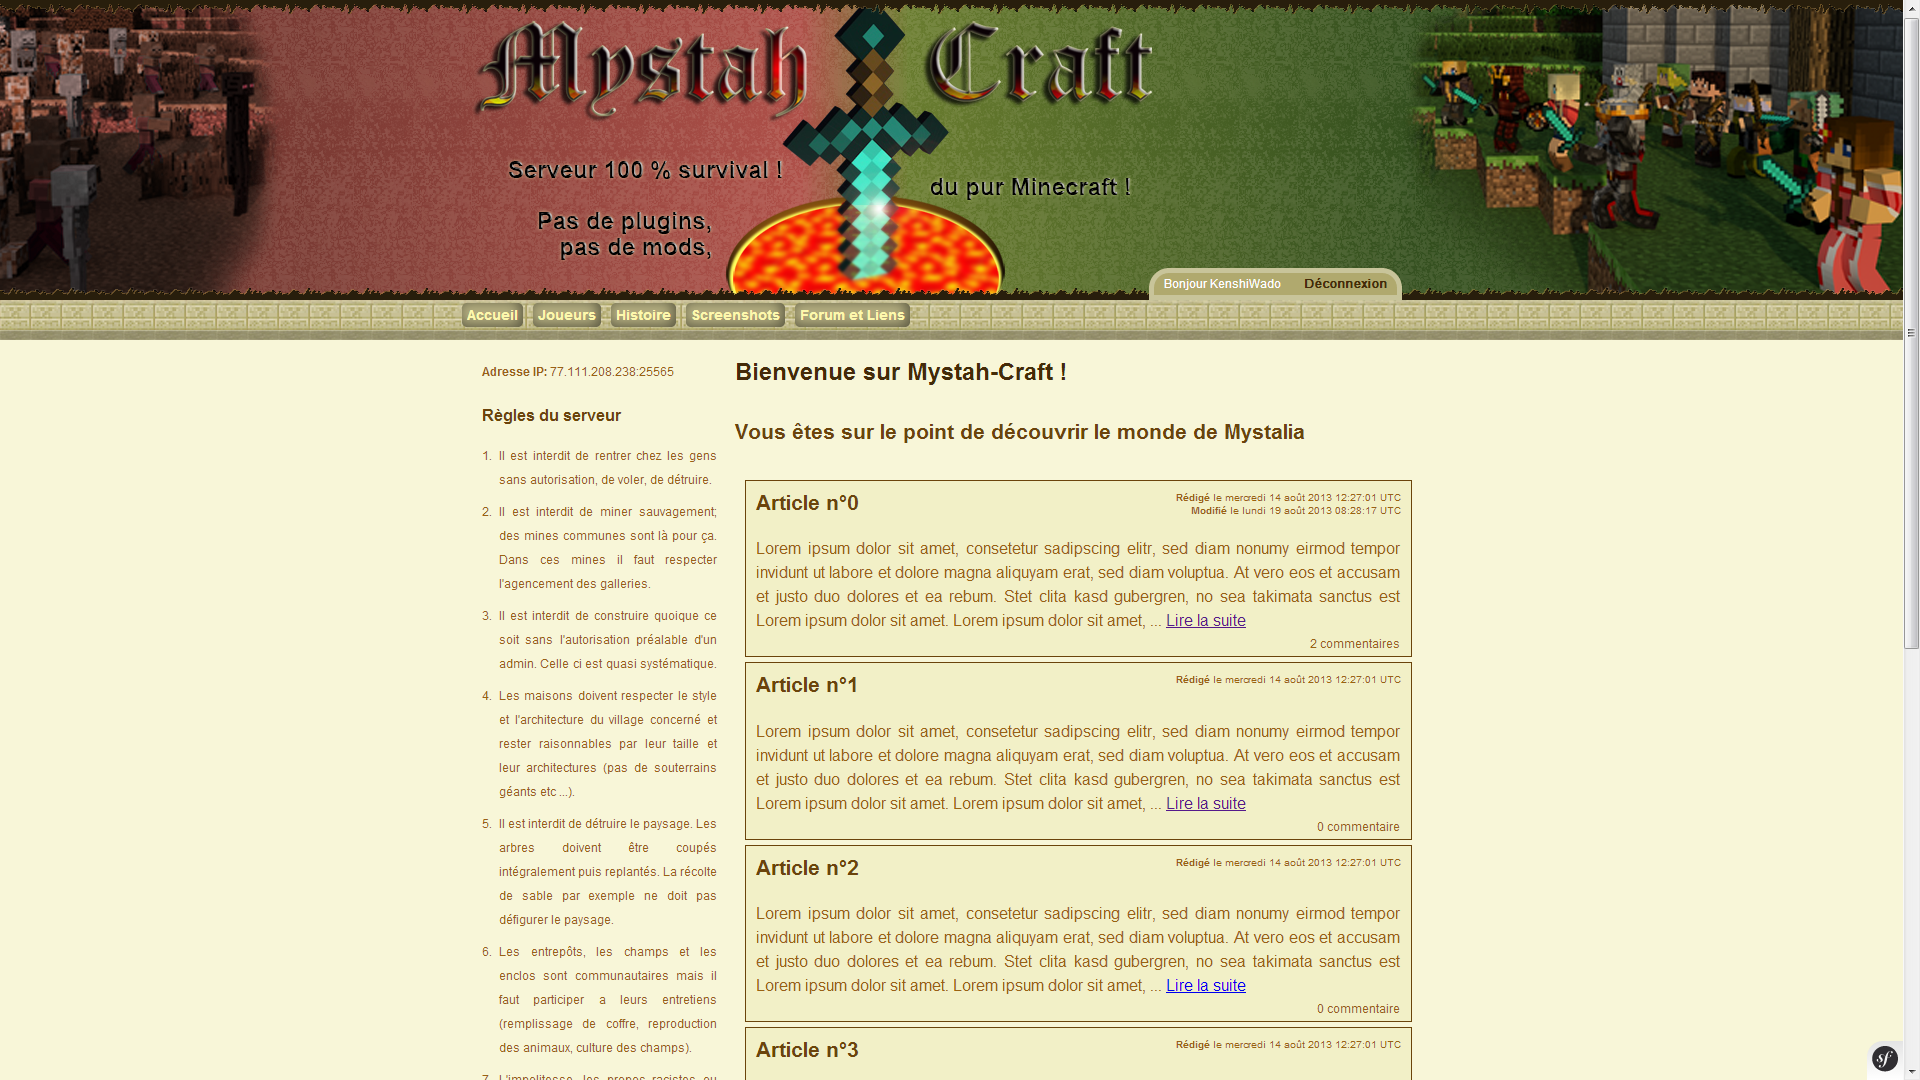 Mystah Craft
Serveur 100 % survival !
du pur Minecraft !
Pas de plugins,
pas de mods,
Bonjour KenshiWado Déconnexion
Accueil Joueurs Histoire Screenshots Forum et Liens
Adresse IP: 77.111.208.238:25565
Règles du serveur
1. Il est interdit de rentrer chez les gens
sans autorisation, de voler, de détruire.
2. Il est interdit de miner sauvagement;
des mines communes sont là pour ça.
Dans ces mines il faut respecter
l'agencement des galleries.
3. Il est interdit de construire quoique ce
soit sans l'autorisation préalable d'un
admin. Celle ci est quasi systématique.
4. Les maisons doivent respecter le style
et l'architecture du village concerné et
rester raisonnables par leur taille et
leur architectures (pas de souterrains
géants etc ...).
5. Il est interdit de détruire le paysage. Les
arbres doivent être coupés
intégralement puis replantés. La récolte
de sable par exemple ne doit pas
défigurer le paysage.
6. Les entrepôts, les champs et les
enclos sont communautaires mais il
faut participer a leurs entretiens
(remplissage de coffre, reproduction
des animaux, culture des champs).
7. L'impolitesse, les propos racistes ou
Bienvenue sur Mystah-Craft !
Vous êtes sur le point de découvrir le monde de Mystalia
Article n°0
Rédigé le mercredi 14 août 2013 12:27:01 UTC
Modifié le lundi 19 août 2013 08:28:17 UTC
Lorem ipsum dolor sit amet, consetetur sadipscing elitr, sed diam nonumy eirmod tempor
invidunt ut labore et dolore magna aliquyam erat, sed diam voluptua. At vero eos et accusam
et justo duo dolores et ea rebum. Stet clita kasd gubergren, no sea takimata sanctus est
Lorem ipsum dolor sit amet. Lorem ipsum dolor sit amet, ... Lire la suite
2 commentaires
Article n°1
Rédigé le mercredi 14 août 2013 12:27:01 UTC
Lorem ipsum dolor sit amet, consetetur sadipscing elitr, sed diam nonumy eirmod tempor
invidunt ut labore et dolore magna aliquyam erat, sed diam voluptua. At vero eos et accusam
et justo duo dolores et ea rebum. Stet clita kasd gubergren, no sea takimata sanctus est
Lorem ipsum dolor sit amet. Lorem ipsum dolor sit amet, ... Lire la suite
0 commentaire
Article n°2
Rédigé le mercredi 14 août 2013 12:27:01 UTC
Lorem ipsum dolor sit amet, consetetur sadipscing elitr, sed diam nonumy eirmod tempor
invidunt ut labore et dolore magna aliquyam erat, sed diam voluptua. At vero eos et accusam
et justo duo dolores et ea rebum. Stet clita kasd gubergren, no sea takimata sanctus est
Lorem ipsum dolor sit amet. Lorem ipsum dolor sit amet, ... Lire la suite
0 commentaire
Article n°3
Rédigé le mercredi 14 août 2013 12:27:01 UTC
sf